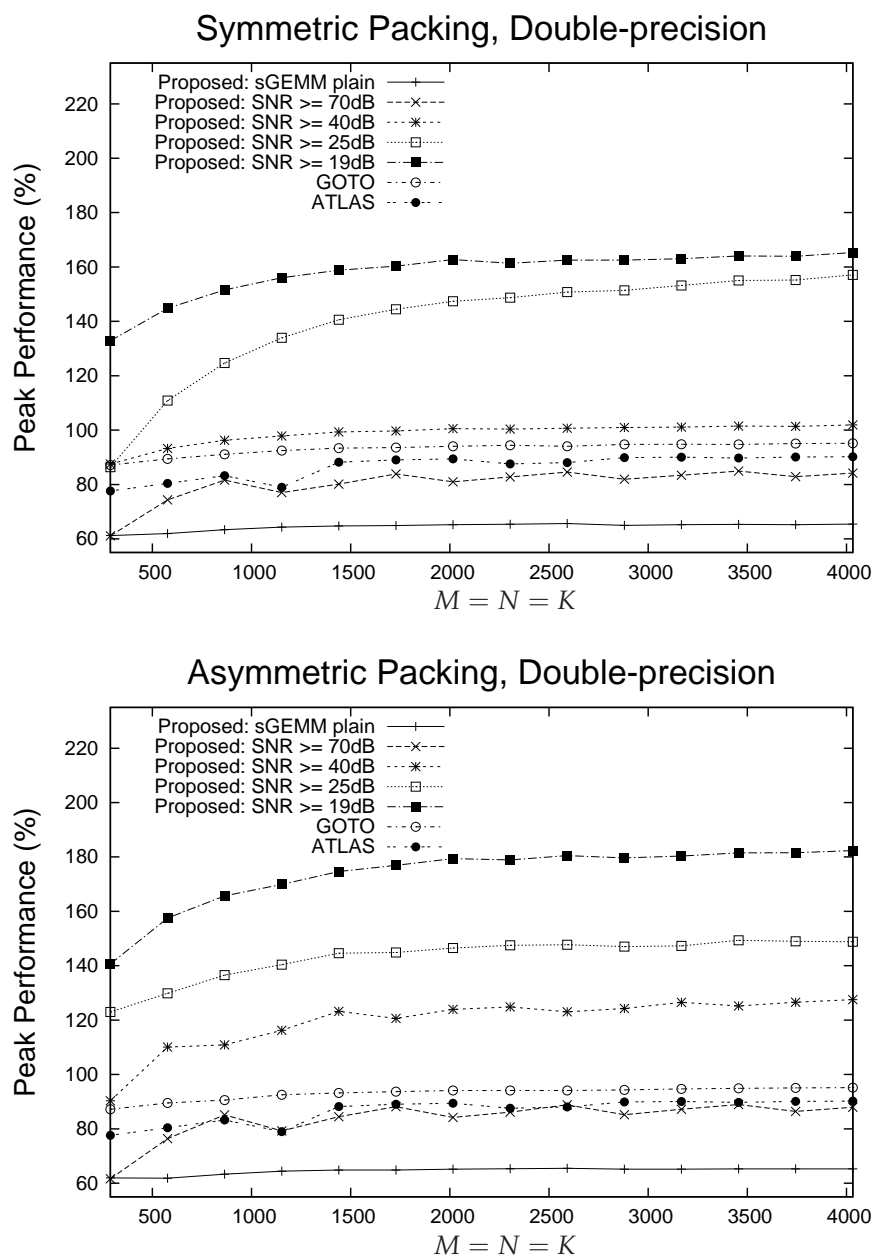 Symmetric Packing, Double-precision
Peak Performance (%)
220
200
180
160
140
120
100
80
60
Proposed: sGEMM plain
Proposed: SNR >= 70dB
Proposed: SNR >= 40dB
Proposed: SNR >= 25dB
Proposed: SNR >= 19dB
GOTO
ATLAS
500 1000 1500 2000 2500 3000 3500 4000
M = N = K
Asymmetric Packing, Double-precision
Peak Performance (%)
220
200
180
160
140
120
100
80
60
Proposed: sGEMM plain
Proposed: SNR >= 70dB
Proposed: SNR >= 40dB
Proposed: SNR >= 25dB
Proposed: SNR >= 19dB
GOTO
ATLAS
500 1000 1500 2000 2500 3000 3500 4000
M = N = K